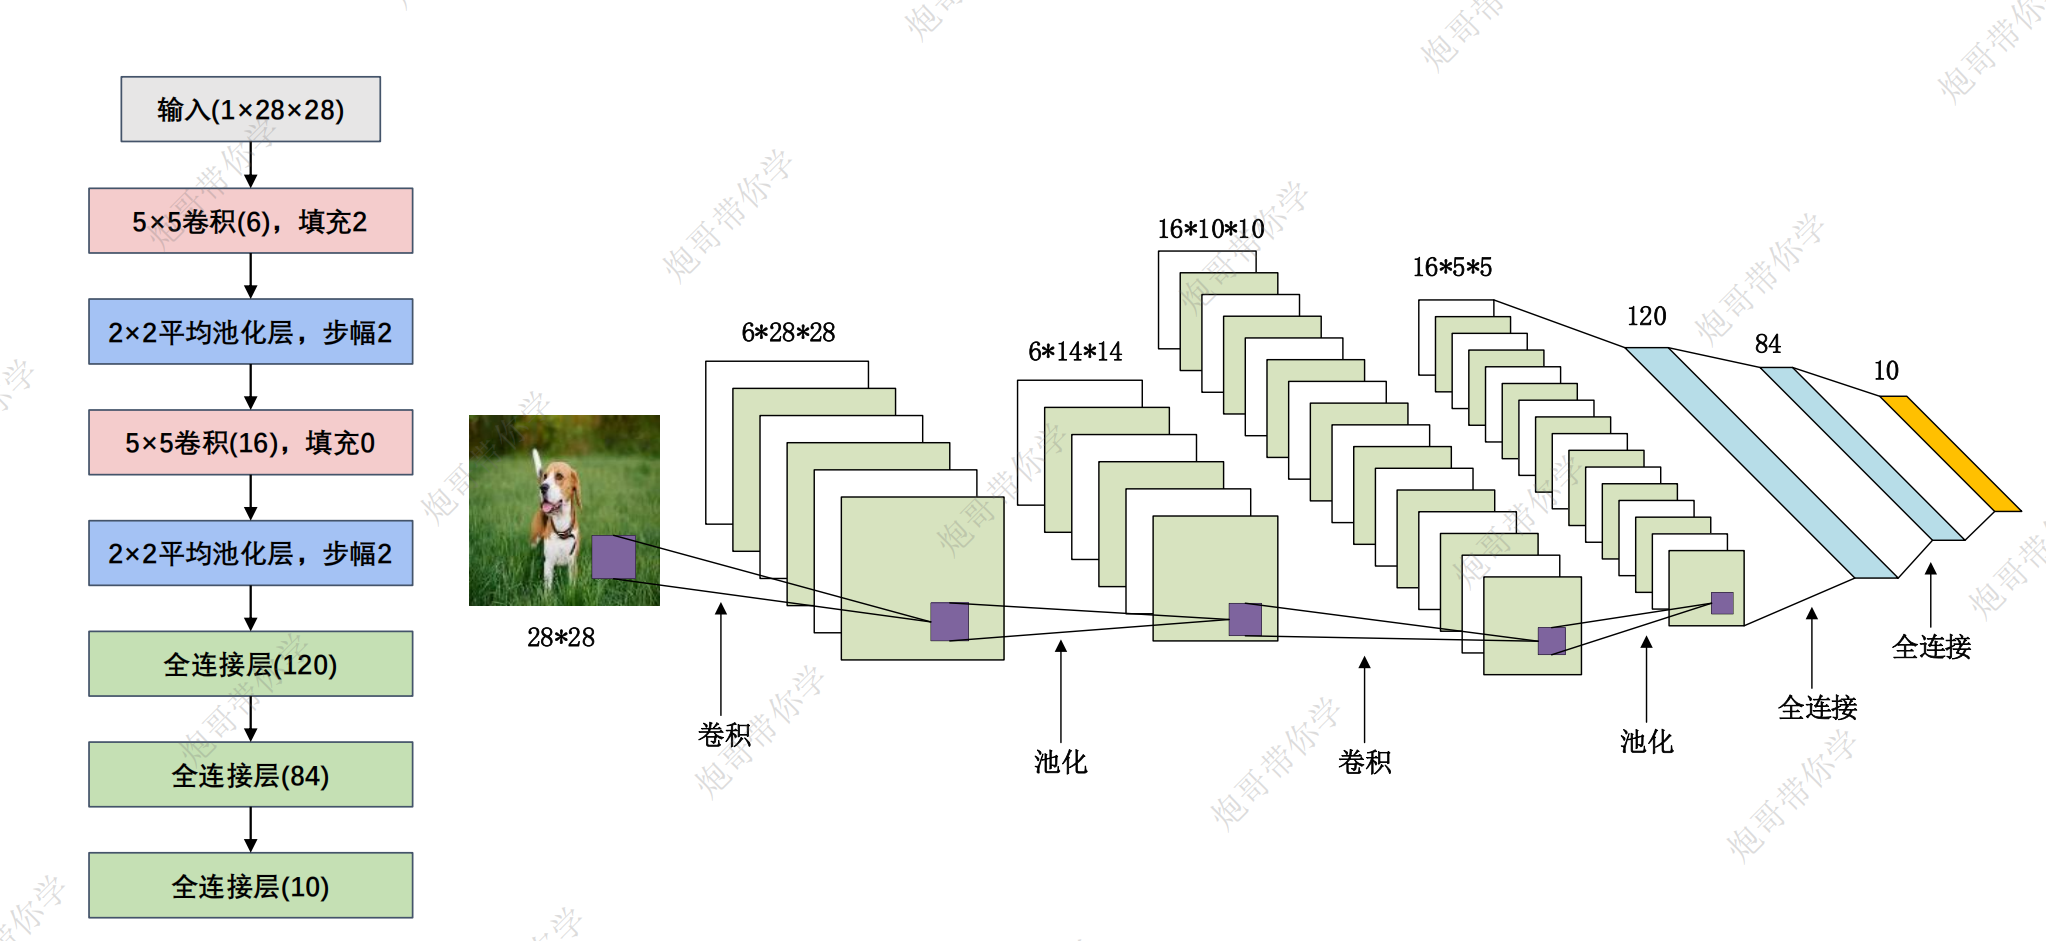 输入(1×28×28)
5×5卷积(6)，填充2
2×2平均池化层，步幅2
5×5卷积(16)，填充0
2×2平均池化层，步幅2
全连接层(120)
全连接层(84)
全连接层(10)
28*28
6*28*28
6*14*14
16*10*10
16*5*5
120
84
10
卷积
池化
卷积
池化
全连接
全连接
炮哥带你学